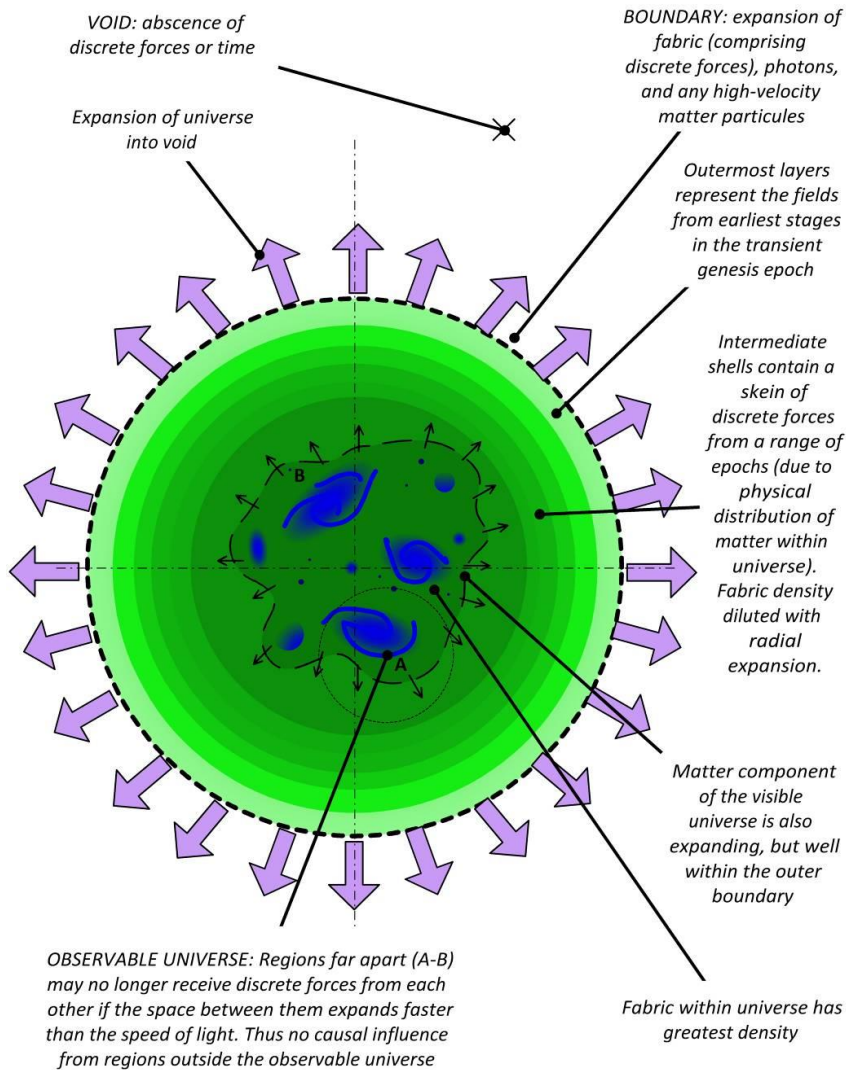 VOID: abscence of
discrete forces or time
Expansion of universe
into void
BOUNDARY: expansion of
fabric (comprising
discrete forces), photons,
and any high-velocity
matter particules
Outermost layers
represent the fields
from earliest stages
in the transient
genesis epoch
Intermediate
shells contain a
skein of
discrete forces
from a range of
epochs (due to
physical
distribution of
matter within
universe).
Fabric density
diluted with
radial
expansion.
B
A
Matter component
of the visible
universe is also
expanding, but well
within the outer
boundary
OBSERVABLE UNIVERSE: Regions far apart (A-B)
may no longer receive discrete forces from each
other if the space between them expands faster
than the speed of light. Thus no causal influence
from regions outside the observable universe
Fabric within universe has
greatest density